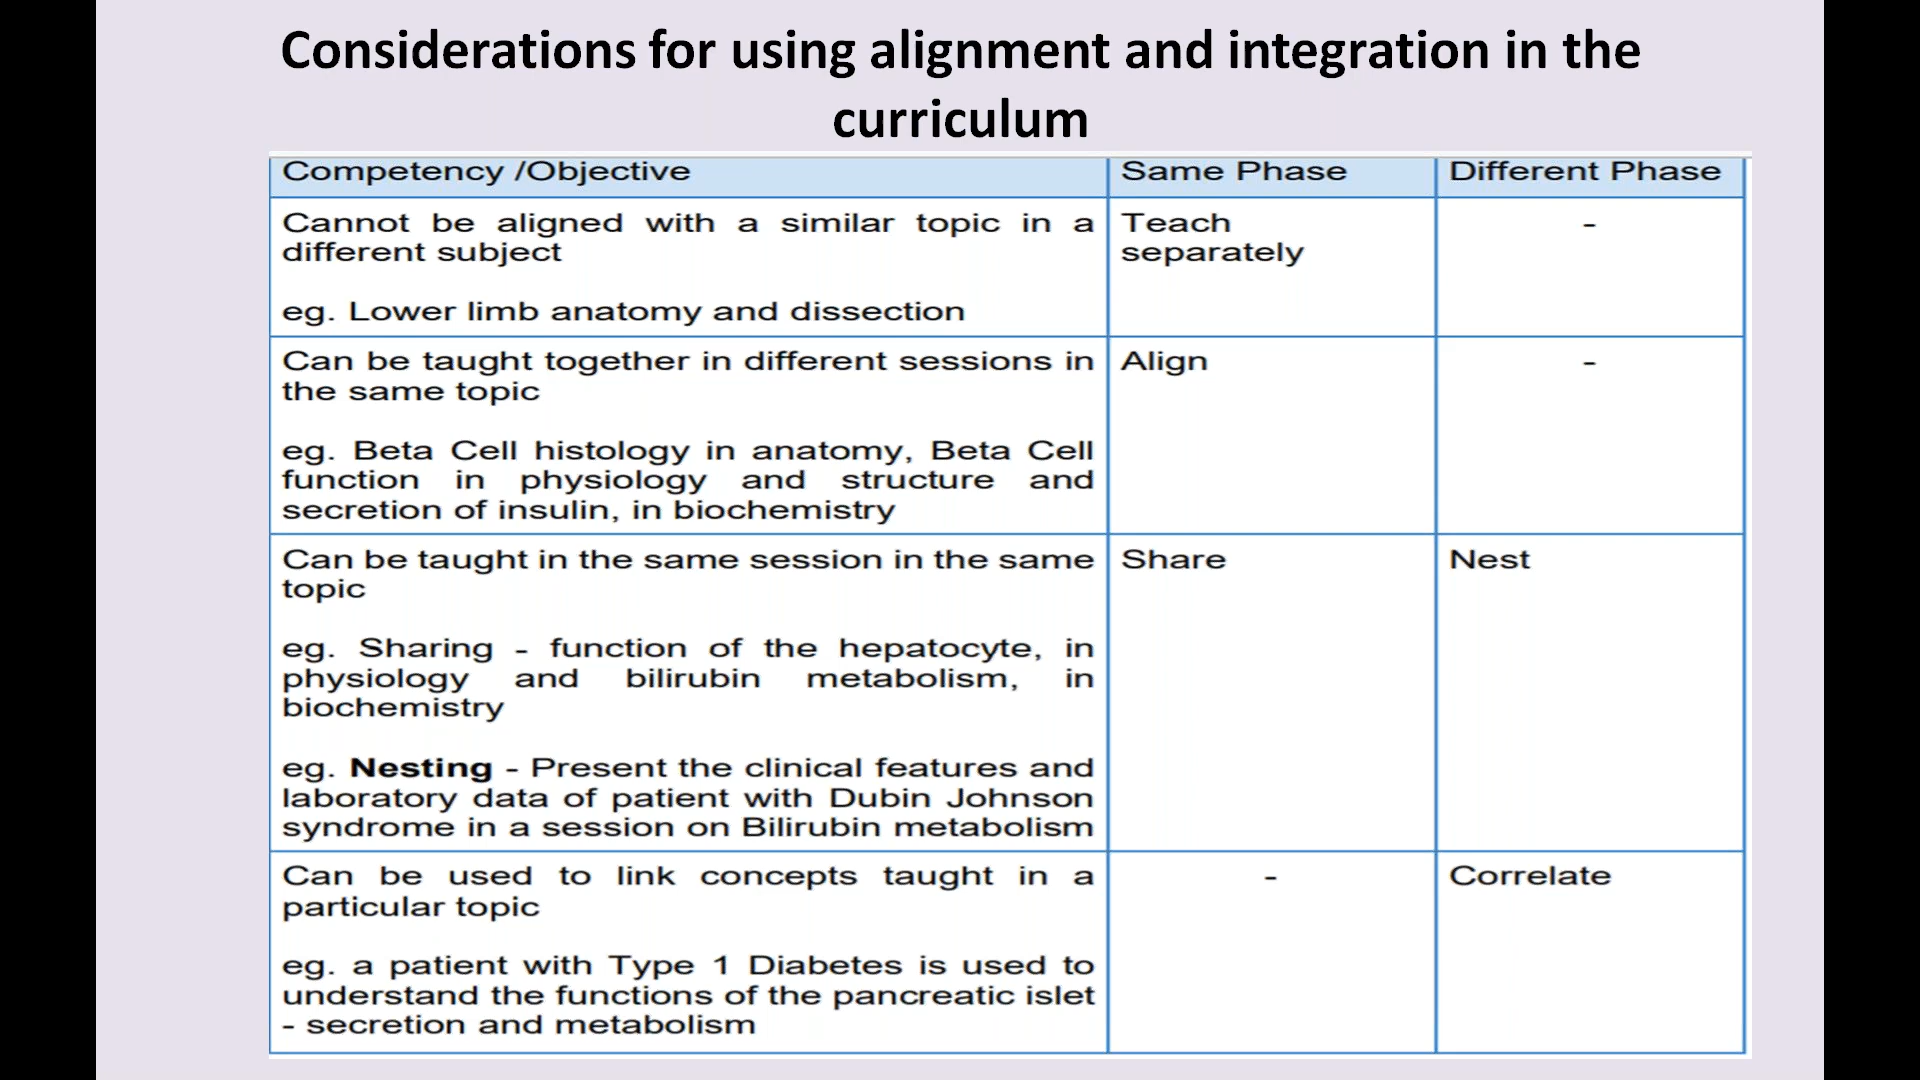 Considerations for using alignment and integration in the
curriculum
Competency /Objective
Same Phase
Different Phase
Cannot be aligned with a similar topic in a
different subject
eg. Lower limb anatomy and dissection
Teach
separately
-
Can be taught together in different sessions in
the same topic
eg. Beta Cell histology in anatomy, Beta Cell
function in physiology and structure and
secretion of insulin, in biochemistry
Align
-
Can be taught in the same session in the same
topic
eg. Sharing - function of the hepatocyte, in
physiology and bilirubin metabolism, in
biochemistry
eg. Nesting - Present the clinical features and
laboratory data of patient with Dubin Johnson
syndrome in a session on Bilirubin metabolism
Share
Nest
Can be used to link concepts taught in a
particular topic
eg. a patient with Type 1 Diabetes is used to
understand the functions of the pancreatic islet
- secretion and metabolism
-
Correlate